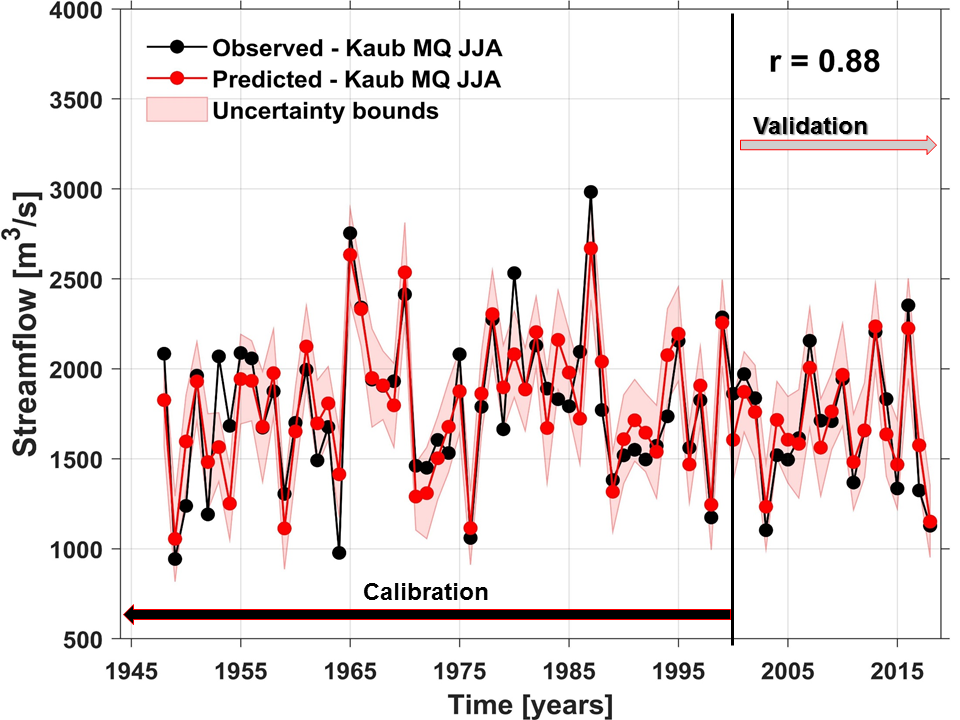 4000
3500
3000
2500
2000
1500
1000
500
Streamflow [m³/s]
Observed - Kaub MQ JJA
Predicted - Kaub MQ JJA
Uncertainty bounds
r = 0.88
Validation
Calibration
1945 1955 1965 1975 1985 1995 2005 2015
Time [years]